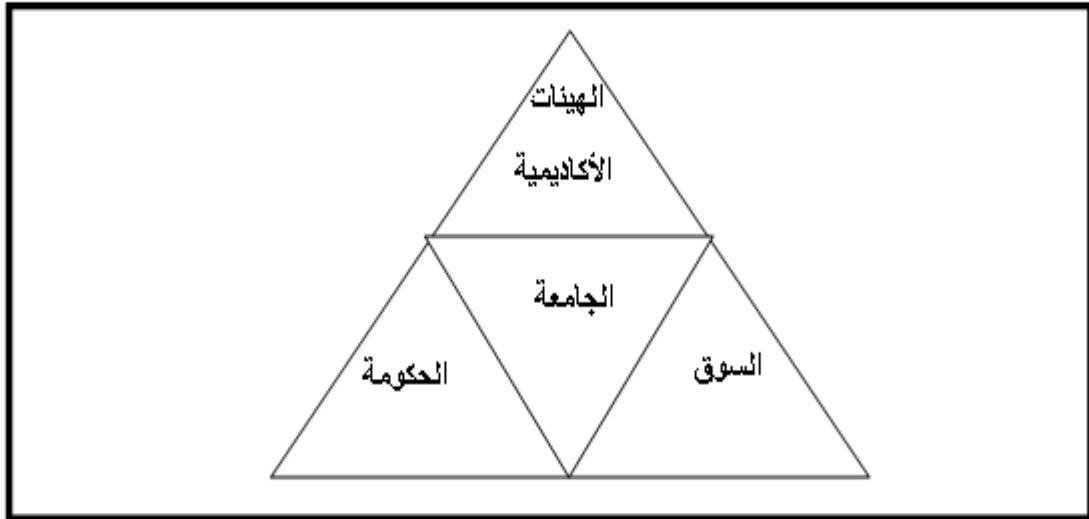 الهيئات
الأكاديمية
الجامعة
الحكومة
السوق